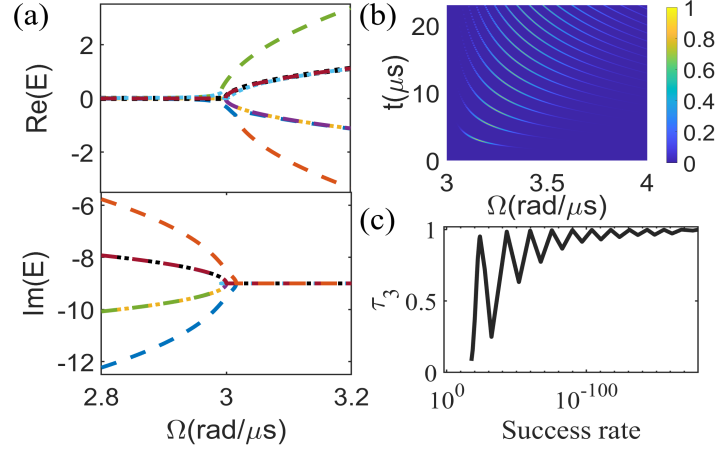 (a)
Re(E)
2
0
-2
Im(E)
-6
-8
-10
-12
2.8
3
3.2
Ω(rad/μs)
(b)
t(μs)
20
10
0
3
3.5
4
Ω(rad/μs)
1
0.8
0.6
0.4
0.2
0
(c)
τ3
1
0.5
0
10^0
10^-100
Success rate